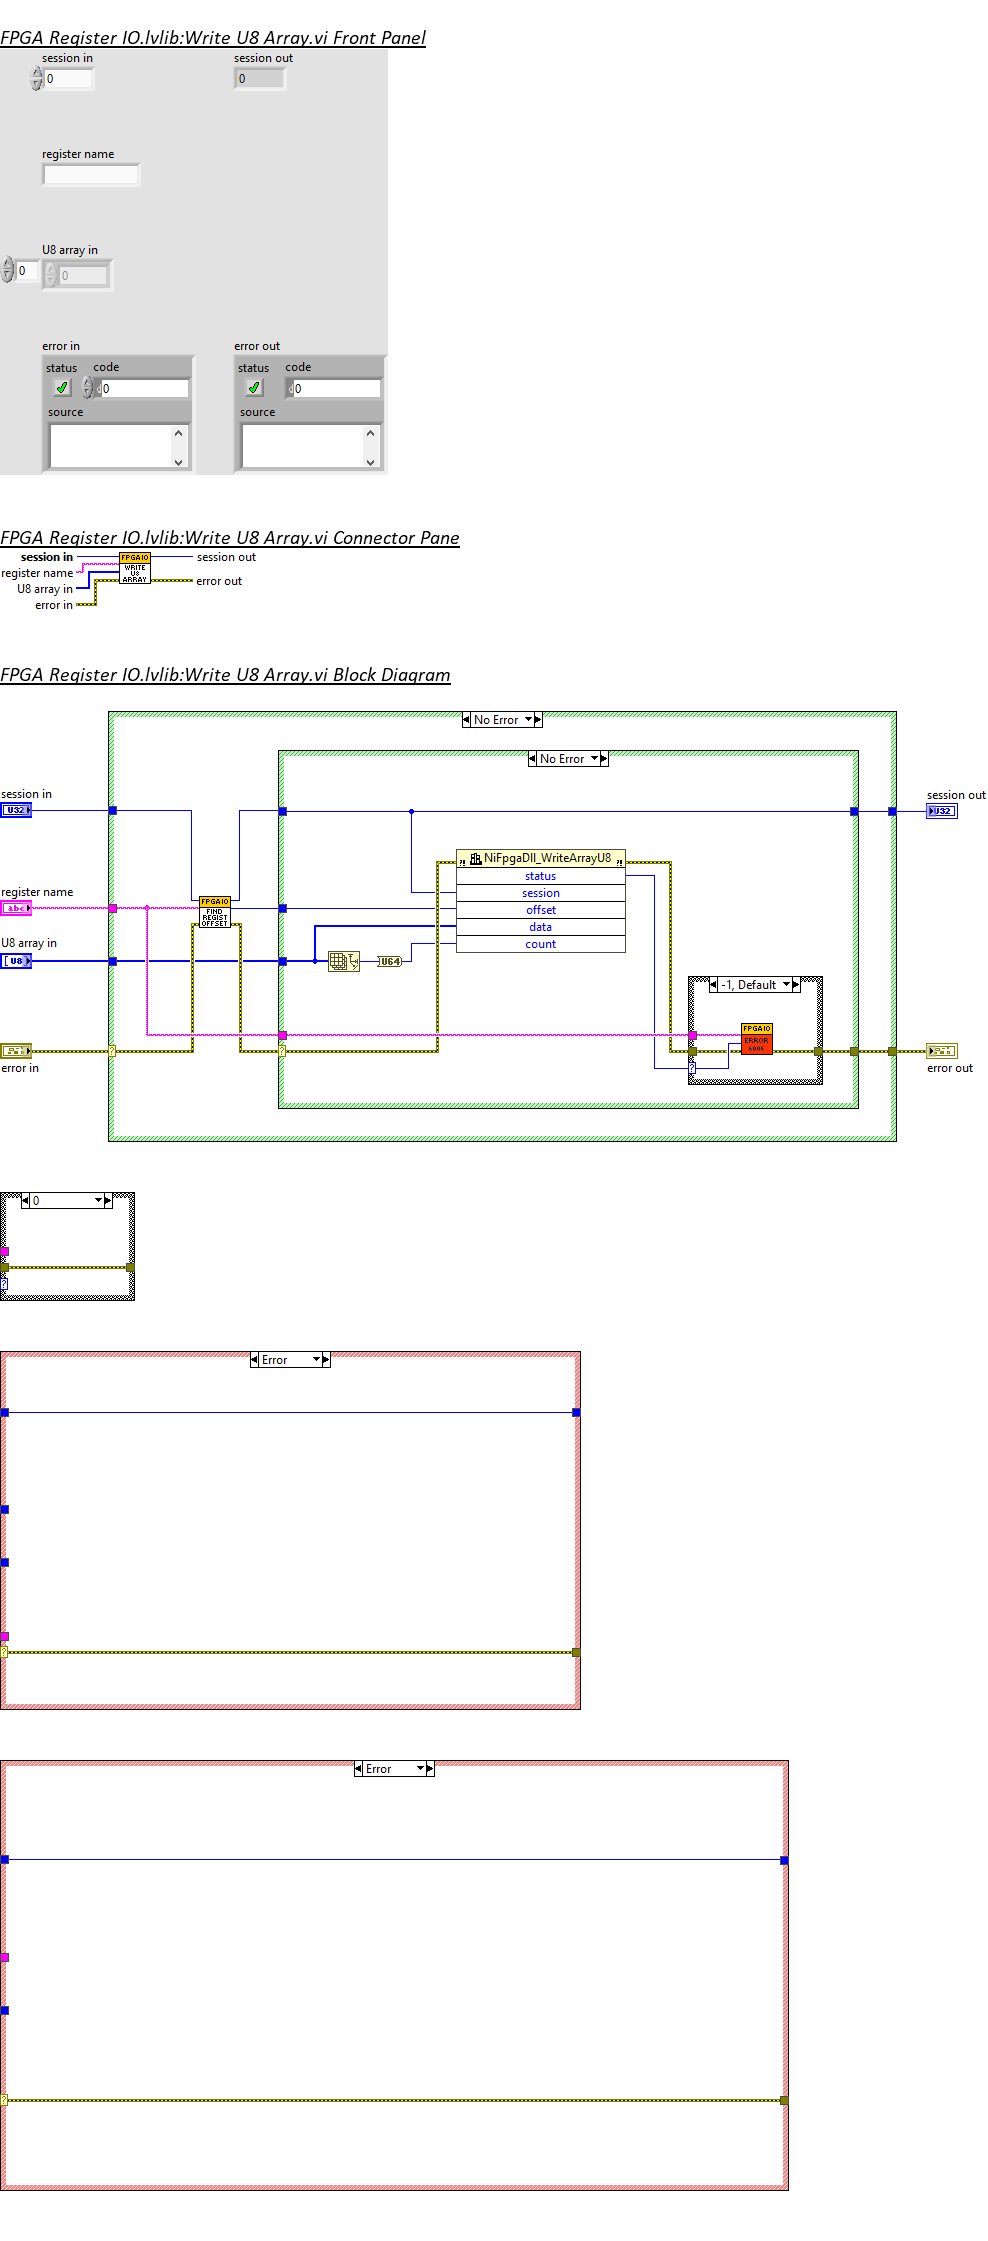 FPGA Register IO.lvlib:Write U8 Array.vi Front Panel
session in
session out
0
0
register name
U8 array in
0
0
error in
error out
status code
status code
0
0
source
source
FPGA Register IO.lvlib:Write U8 Array.vi Connector Pane
session in
session out
register name
U8 array in
error in
error out
FPGAIO
WRITE
U8
ARRAY
FPGA Register IO.lvlib:Write U8 Array.vi Block Diagram
No Error
No Error
session in
U32
session out
U32
NiFpgaDll_WriteArrayU8
status
session
offset
data
count
register name
abc
FPGAIO
FIND
REGIST
OFFSET
U8 array in
U8
U64
-1, Default
FPGAIO
ERROR
6006
?
?
?
error in
error out
0
?
Error
?
Error
?